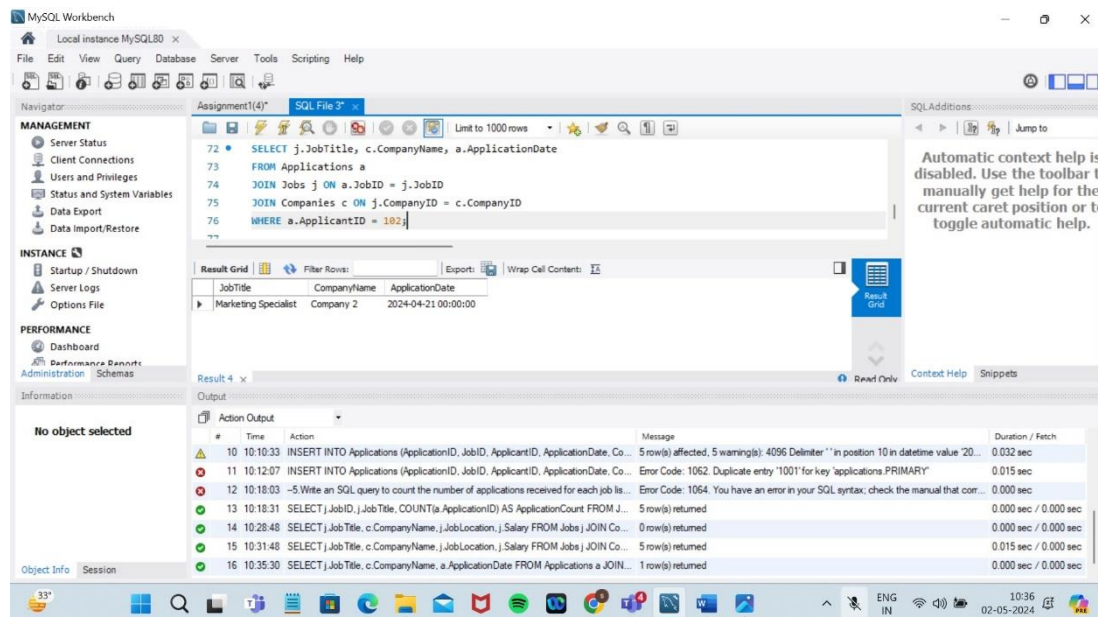 MySQL Workbench
Local instance MySQL80 ×
File Edit View Query Database Server Tools Scripting Help
Navigator
MANAGEMENT
Server Status
Client Connections
Users and Privileges
Status and System Variables
Data Export
Data Import/Restore
INSTANCE
Startup / Shutdown
Server Logs
Options File
PERFORMANCE
Dashboard
Performance Reports
Administration Schemas
Information
No object selected
Object Info Session
Assignment1(4)* SQL File 3* ×
Limit to 1000 rows
72 SELECT j.JobTitle, c.CompanyName, a.ApplicationDate
73 FROM Applications a
74 JOIN Jobs j ON a.JobID = j.JobID
75 JOIN Companies c ON j.CompanyID = c.CompanyID
76 WHERE a.ApplicantID = 102;
77
Result Grid Filter Rows: Export: Wrap Cell Content:
JobTitle CompanyName ApplicationDate
Marketing Specialist Company 2 2024-04-21 00:00:00
Result Grid
Result 4 × Read Only
SQLAdditions
Jump to
Automatic context help is
disabled. Use the toolbar t
manually get help for the
current caret position or t
toggle automatic help.
Context Help Snippets
Output
Action Output
# Time Action Message Duration / Fetch
10 10:10:33 INSERT INTO Applications (ApplicationID, JobID, ApplicantID, ApplicationDate, Co... 5 row(s) affected, 5 warning(s): 4096 Delimiter ' ' in position 10 in datetime value '20... 0.032 sec
11 10:12:07 INSERT INTO Applications (ApplicationID, JobID, ApplicantID, ApplicationDate, Co... Error Code: 1062. Duplicate entry '1001' for key 'applications.PRIMARY' 0.015 sec
12 10:18:03 --5.Write an SQL query to count the number of applications received for each job lis... Error Code: 1064. You have an error in your SQL syntax; check the manual that corr... 0.000 sec
13 10:18:31 SELECT j.JobID, j.JobTitle, COUNT(a.ApplicationID) AS ApplicationCount FROM J... 5 row(s) returned 0.000 sec / 0.000 sec
14 10:28:48 SELECT j.JobTitle, c.CompanyName, j.JobLocation, j.Salary FROM Jobs j JOIN Co... 0 row(s) returned 0.000 sec / 0.000 sec
15 10:31:48 SELECT j.JobTitle, c.CompanyName, j.JobLocation, j.Salary FROM Jobs j JOIN Co... 5 row(s) returned 0.015 sec / 0.000 sec
16 10:35:30 SELECT j.JobTitle, c.CompanyName, a.ApplicationDate FROM Applications a JOIN... 1 row(s) returned 0.000 sec / 0.000 sec
33°
ENG
IN
10:36
02-05-2024
PRE